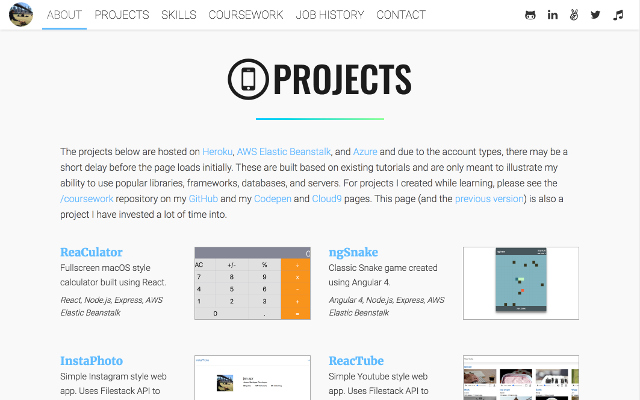 ABOUT PROJECTS SKILLS COURSEWORK JOB HISTORY CONTACT
PROJECTS
The projects below are hosted on Heroku, AWS Elastic Beanstalk, and Azure and due to the account types, there may be a
short delay before the page loads initially. These are built based on existing tutorials and are only meant to illustrate my
ability to use popular libraries, frameworks, databases, and servers. For projects I created while learning, please see the
/coursework repository on my GitHub and my Codepen and Cloud9 pages. This page (and the previous version) is also a
project I have invested a lot of time into.
ReaCulator
Fullscreen macOS style
calculator built using React.
React, Node.js, Express, AWS
Elastic Beanstalk
0
AC +/- % ÷
7 8 9 x
4 5 6 -
1 2 3 +
0 . =
ngSnake
Classic Snake game created
using Angular 4.
Angular 4, Node.js, Express, AWS
Elastic Beanstalk
InstaPhoto
Simple Instagram style web
app. Uses Filestack API to
ReacTube
Simple Youtube style web
app. Uses Filestack API to